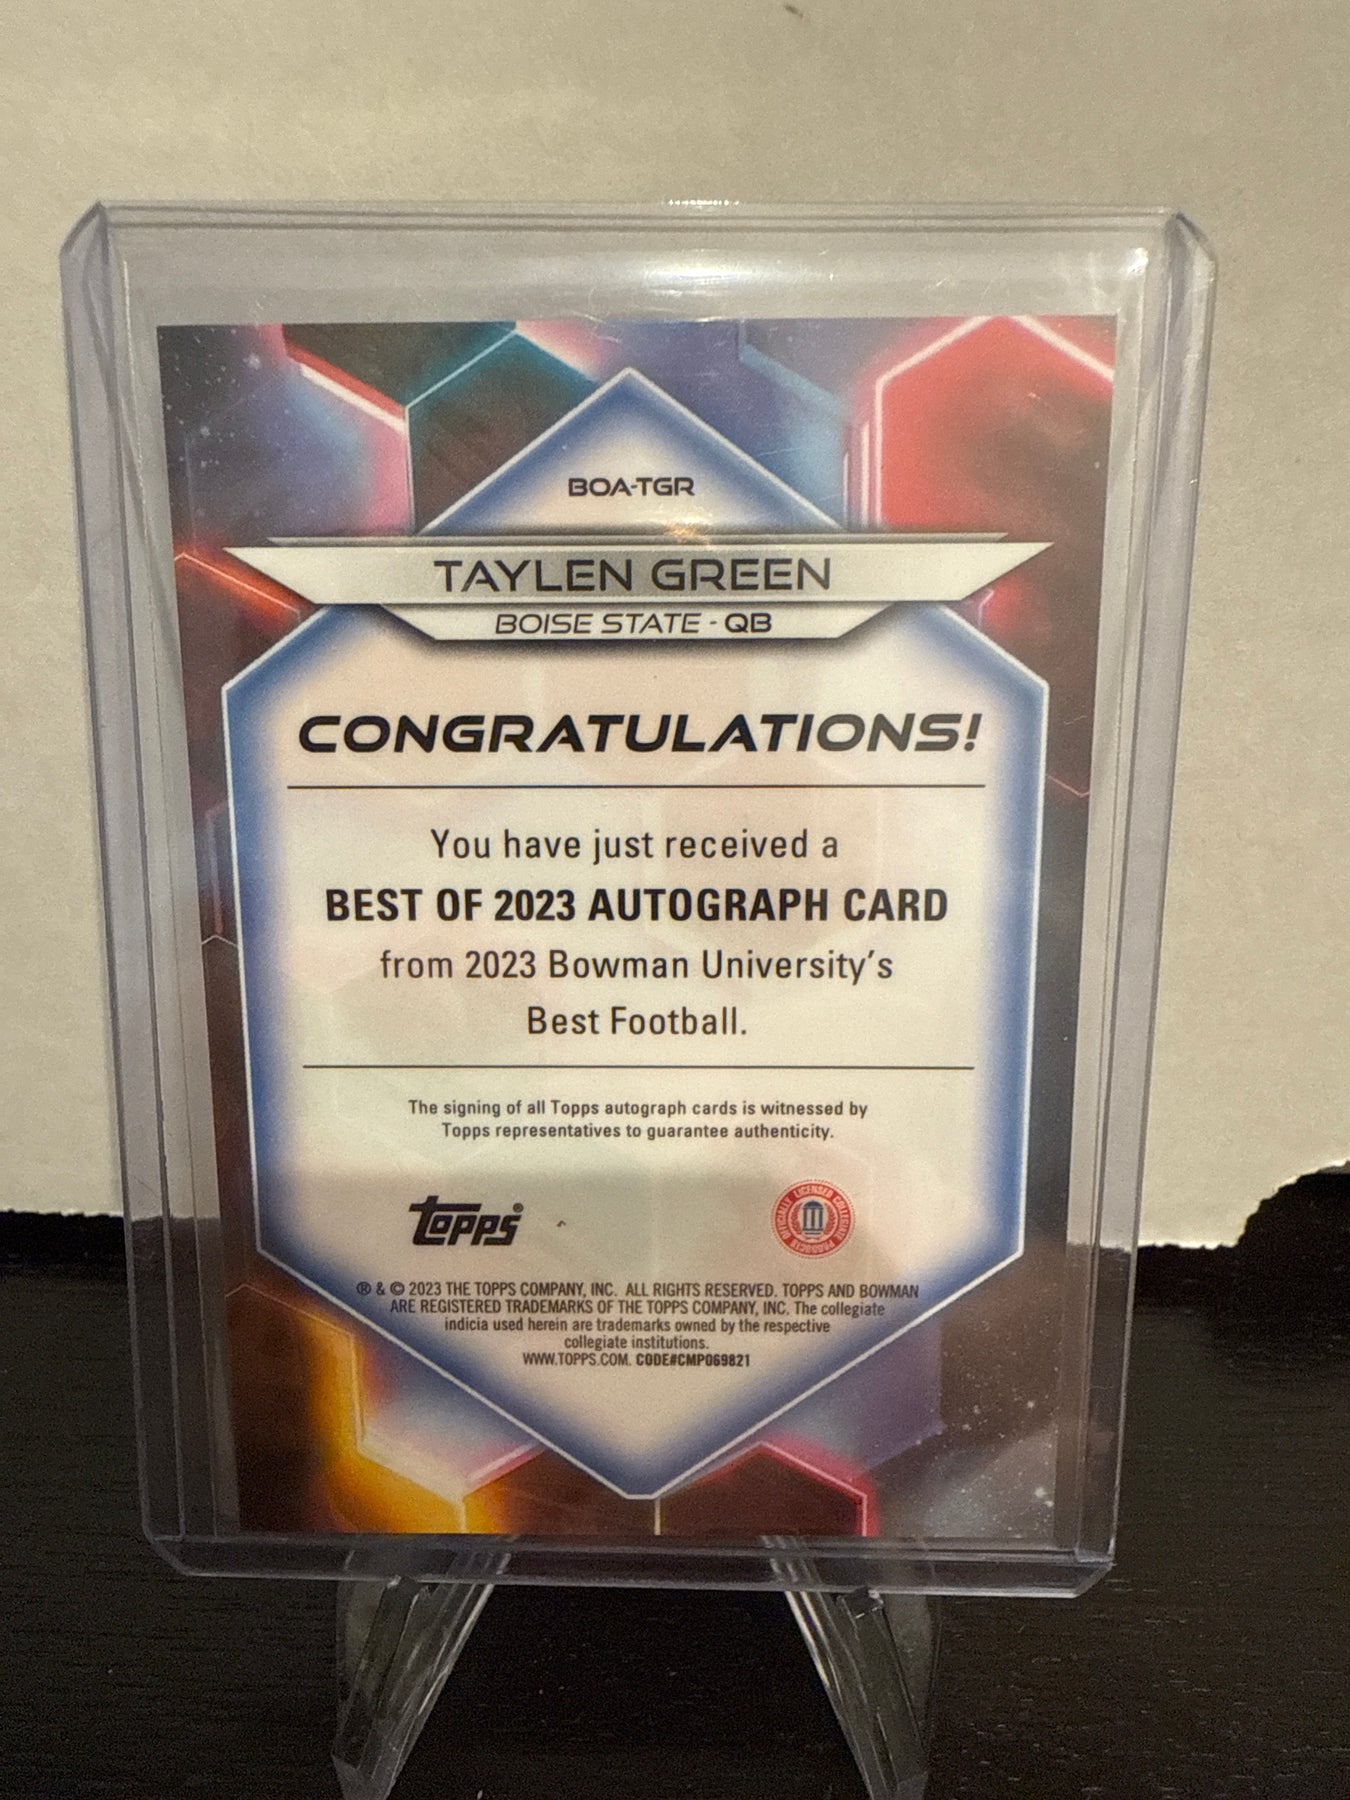 BOA-TGR
TAYLEN GREEN
BOISE STATE - QB
CONGRATULATIONS!
You have just received a
BEST OF 2023 AUTOGRAPH CARD
from 2023 Bowman University's
Best Football.
The signing of all Topps autograph cards is witnessed by
Topps representatives to guarantee authenticity.
topps®
OFFICIALLY LICENSED COLLEGIATE PRODUCTS
® & © 2023 THE TOPPS COMPANY, INC. ALL RIGHTS RESERVED. TOPPS AND BOWMAN
ARE REGISTERED TRADEMARKS OF THE TOPPS COMPANY, INC. The collegiate
indicia used herein are trademarks owned by the respective
collegiate institutions.
WWW.TOPPS.COM. CODE#CMP069821